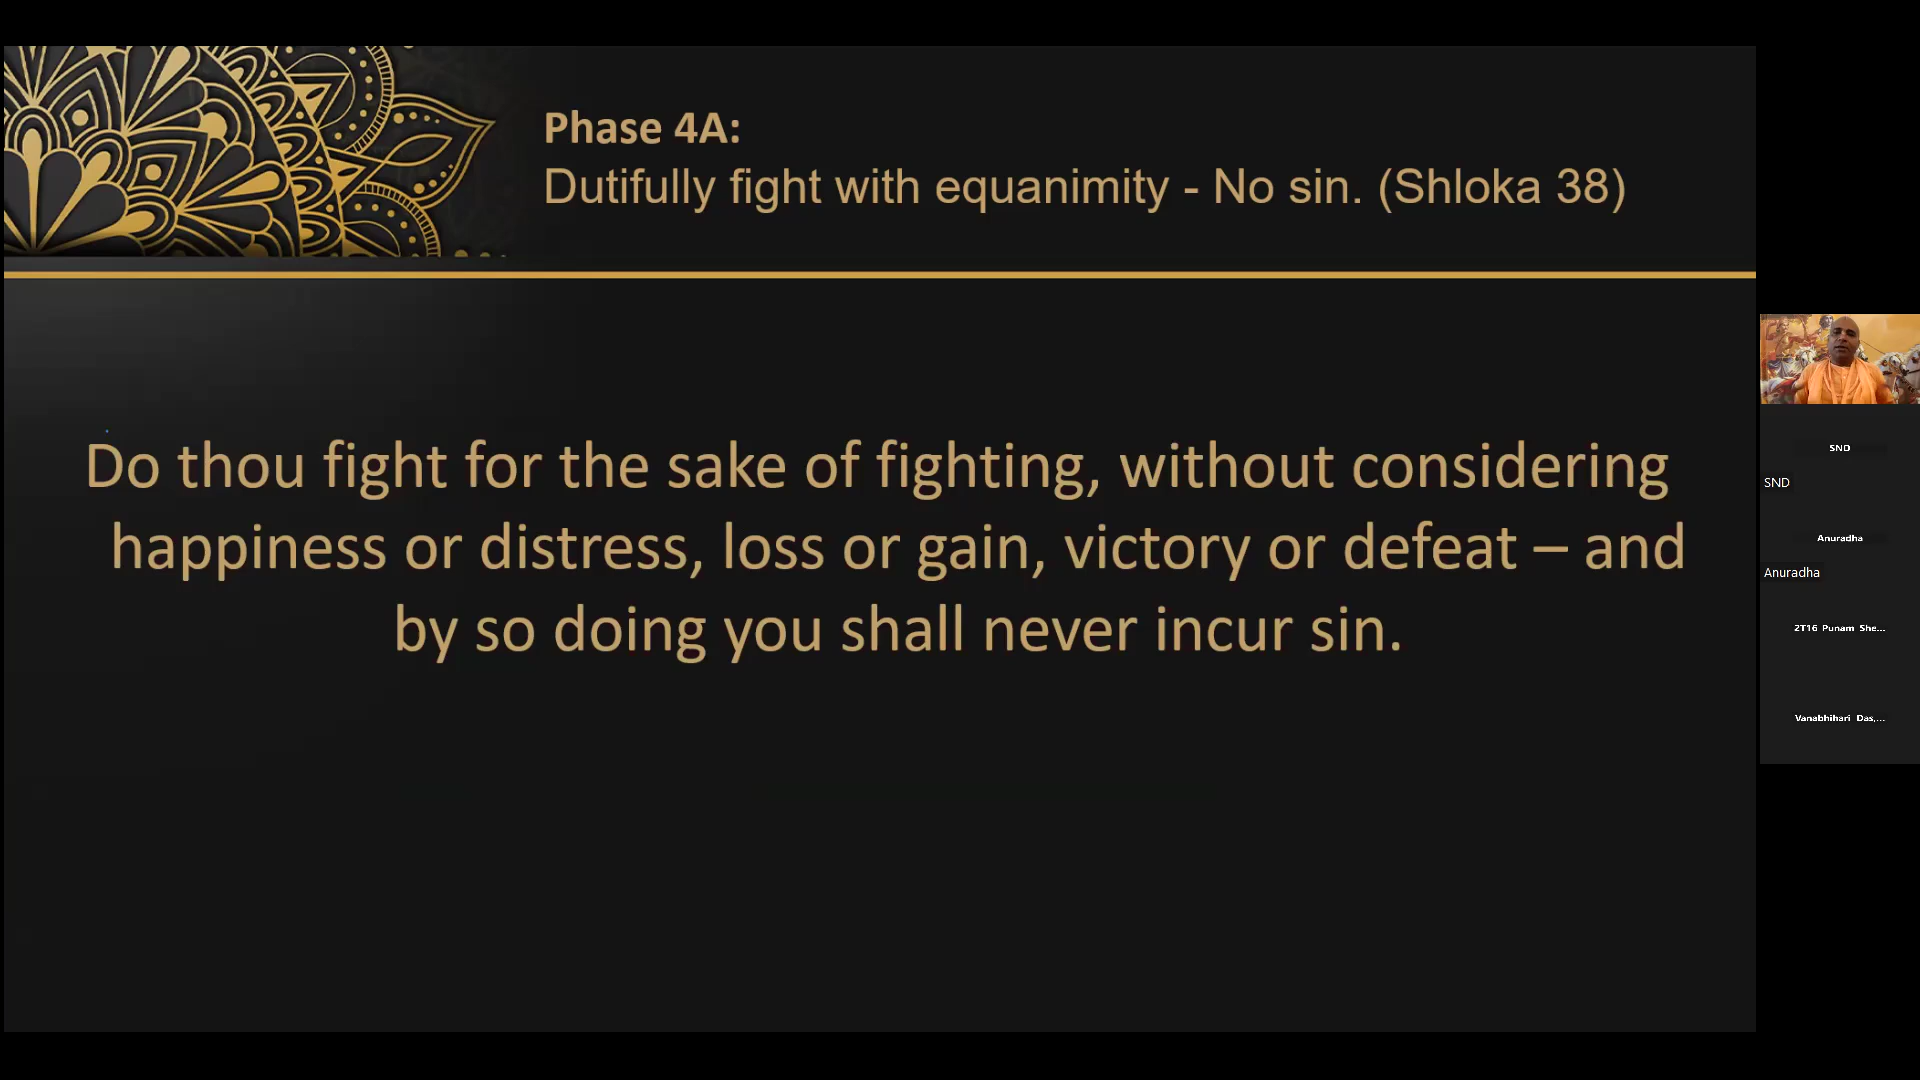 Phase 4A:
Dutifully fight with equanimity - No sin. (Shloka 38)
Do thou fight for the sake of fighting, without considering
happiness or distress, loss or gain, victory or defeat – and
by so doing you shall never incur sin.
SND
SND
Anuradha
Anuradha
2T16 Punam She...
Vanabhihari Das,...